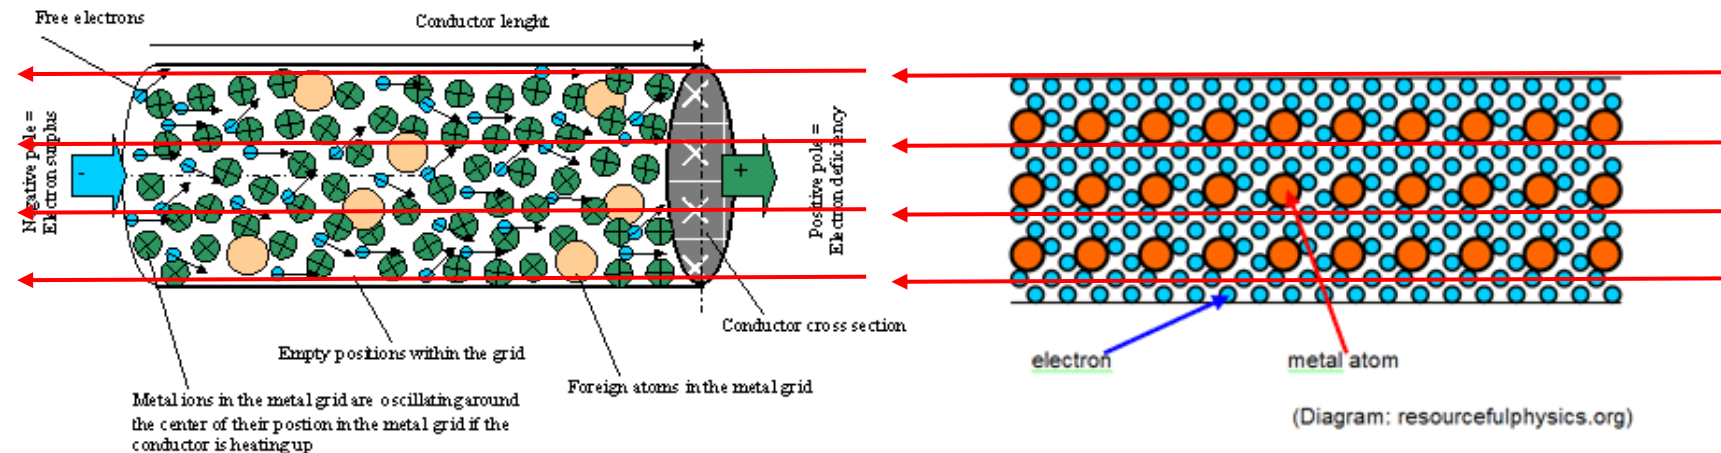 Free electrons
Conductor lenght
Negative pole =
Electron surplus
-
+
Positive pole =
Electron deficiency
Conductor cross section
Empty positions within the grid
Foreign atoms in the metal grid
Metal ions in the metal grid are oscillating around
the center of their postion in the metal grid if the
conductor is heating up
electron
metal atom
(Diagram: resourcefulphysics.org)